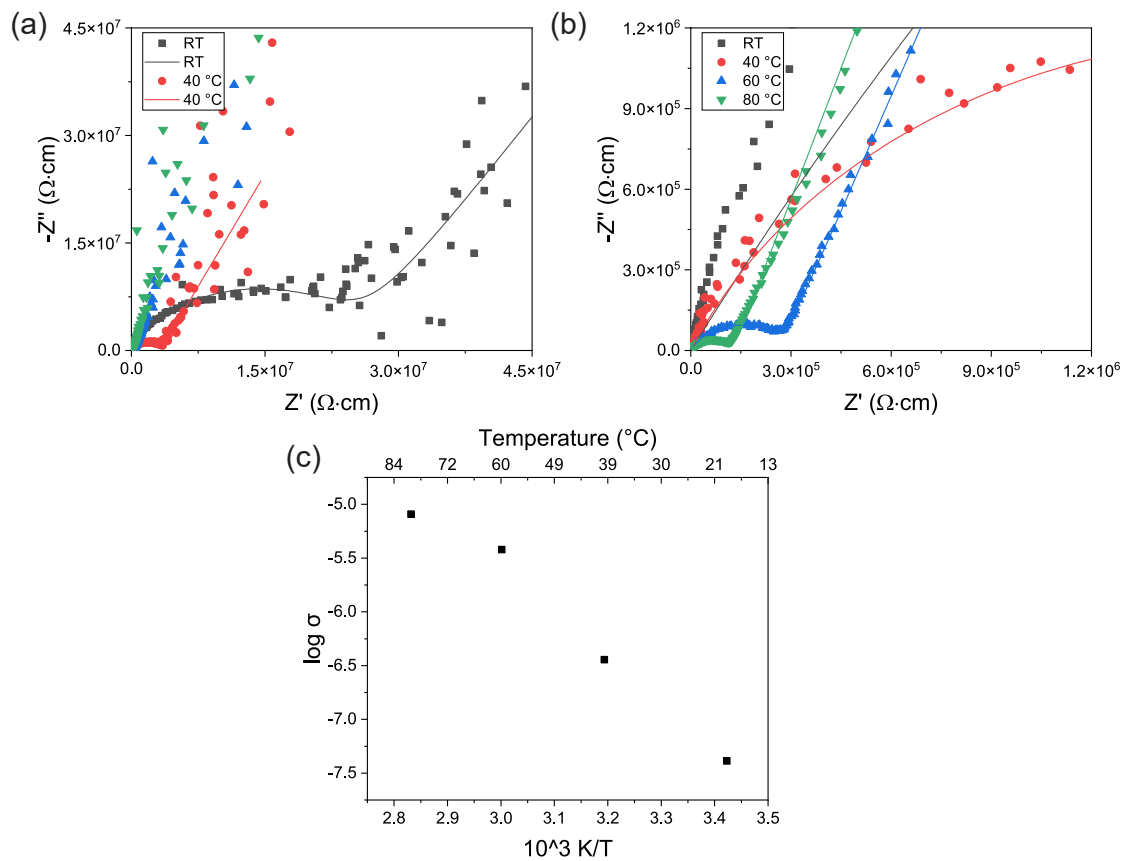 (a)
4.5×10⁷
3.0×10⁷
1.5×10⁷
0.0
-Z" (Ω·cm)
RT
RT
40 °C
40 °C
0.0 1.5×10⁷ 3.0×10⁷ 4.5×10⁷
Z' (Ω·cm)
(b)
1.2×10⁶
9.0×10⁵
6.0×10⁵
3.0×10⁵
0.0
-Z" (Ω·cm)
RT
40 °C
60 °C
80 °C
0.0 3.0×10⁵ 6.0×10⁵ 9.0×10⁵ 1.2×10⁶
Z' (Ω·cm)
(c)
Temperature (°C)
84 72 60 49 39 30 21 13
-5.0
-5.5
-6.0
-6.5
-7.0
-7.5
log σ
2.8 2.9 3.0 3.1 3.2 3.3 3.4 3.5
10^3 K/T